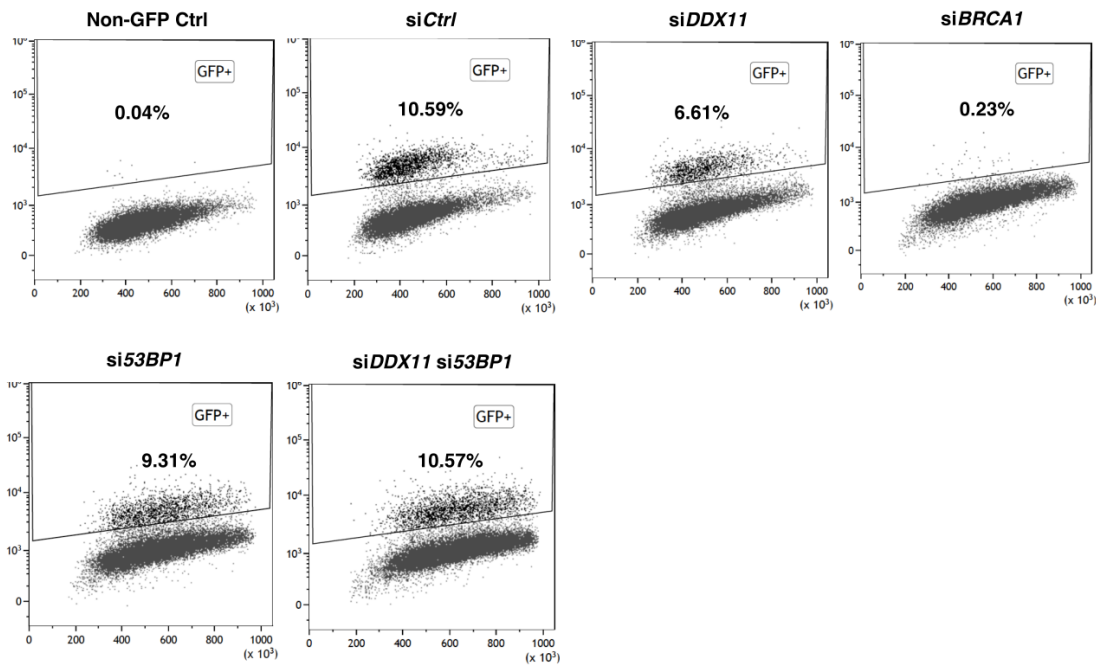 Non-GFP Ctrl
siCtrl
siDDX11
siBRCA1
10⁶
10⁵
10⁴
10³
0
GFP+
0.04%
0 200 400 600 800 1000
(x 10³)
10⁶
10⁵
10⁴
10³
0
GFP+
10.59%
0 200 400 600 800 1000
(x 10³)
10⁶
10⁵
10⁴
10³
0
GFP+
6.61%
0 200 400 600 800 1000
(x 10³)
10⁶
10⁵
10⁴
10³
0
GFP+
0.23%
0 200 400 600 800 1000
(x 10³)
si53BP1
siDDX11 si53BP1
10⁶
10⁵
10⁴
10³
0
GFP+
9.31%
0 200 400 600 800 1000
(x 10³)
10⁶
10⁵
10⁴
10³
0
GFP+
10.57%
0 200 400 600 800 1000
(x 10³)